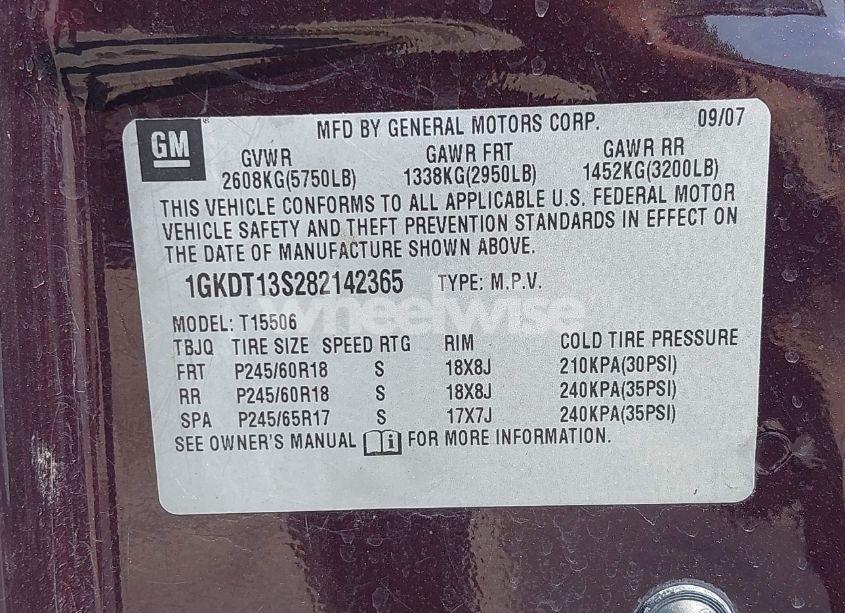 GM
MFD BY GENERAL MOTORS CORP. 09/07
GVWR GAWR FRT GAWR RR
2608KG(5750LB) 1338KG(2950LB) 1452KG(3200LB)
THIS VEHICLE CONFORMS TO ALL APPLICABLE U.S. FEDERAL MOTOR
VEHICLE SAFETY AND THEFT PREVENTION STANDARDS IN EFFECT ON
THE DATE OF MANUFACTURE SHOWN ABOVE.
1GKDT13S282142365 TYPE: M.P.V.
wheelwise
MODEL: T15506
TBJQ TIRE SIZE SPEED RTG RIM COLD TIRE PRESSURE
FRT P245/60R18 S 18X8J 210KPA(30PSI)
RR P245/60R18 S 18X8J 240KPA(35PSI)
SPA P245/65R17 S 17X7J 240KPA(35PSI)
SEE OWNER'S MANUAL i FOR MORE INFORMATION.